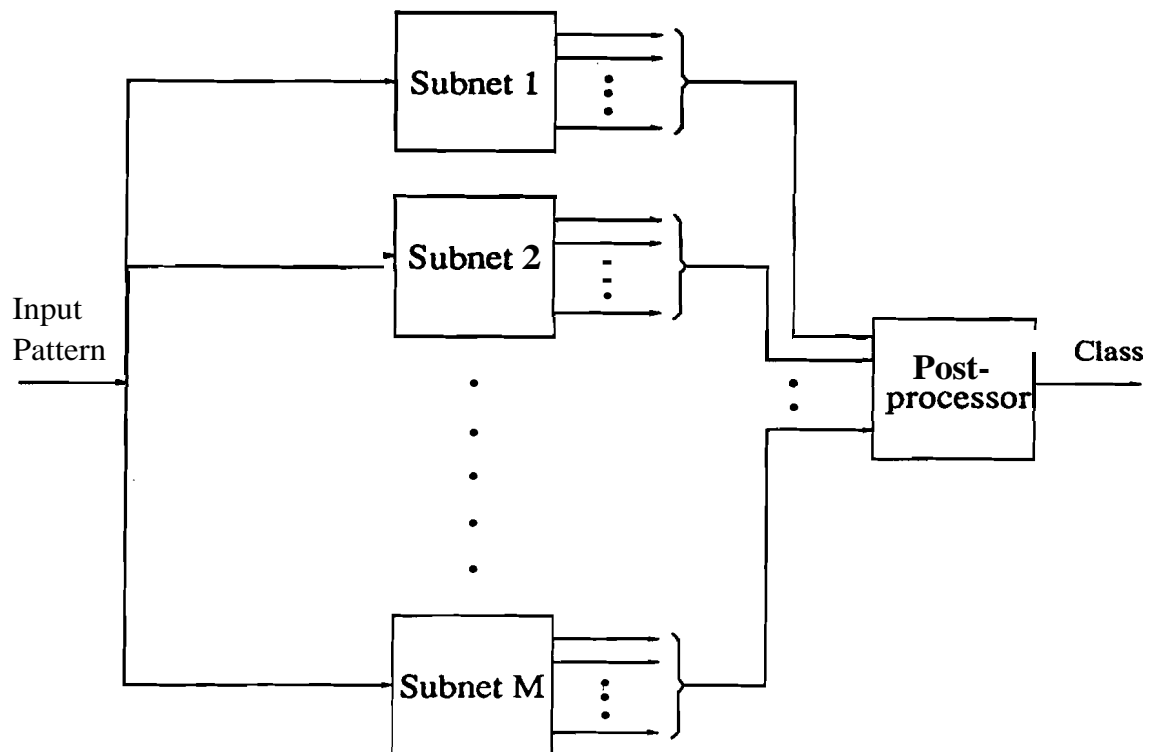 Subnet 1
Subnet 2
Input
Pattern
Post-
processor
Class
Subnet M